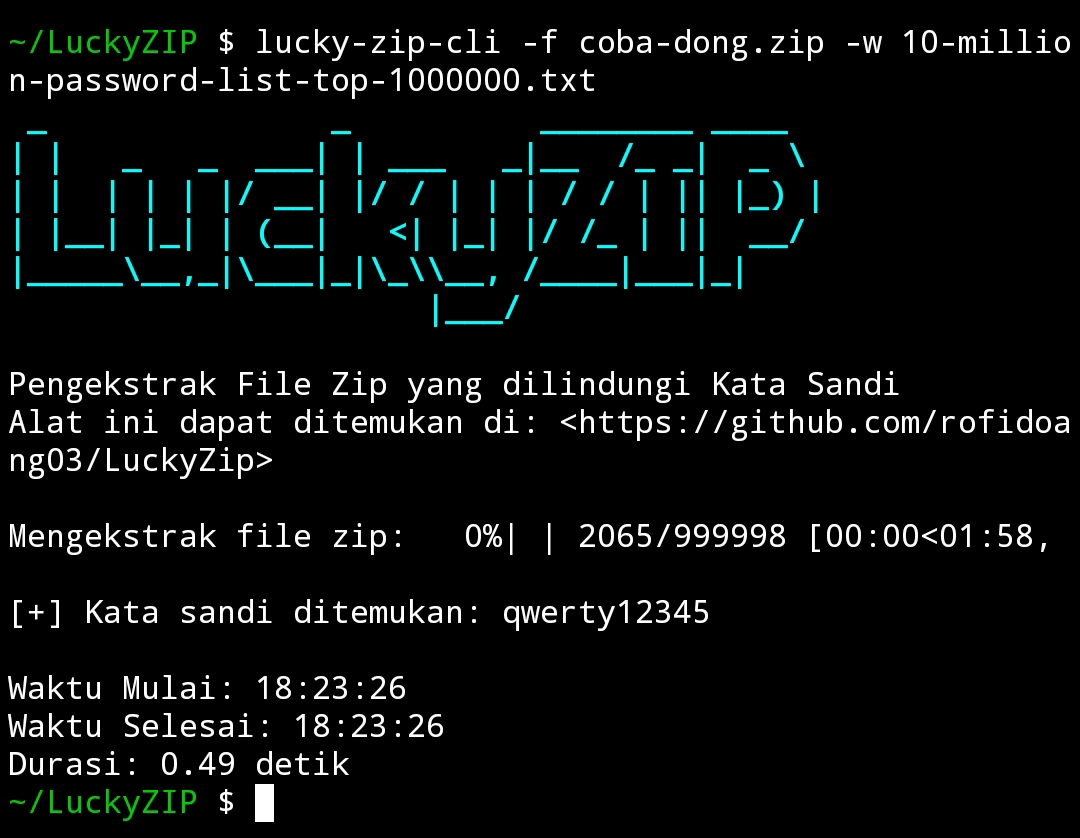 ~/LuckyZIP $ lucky-zip-cli -f coba-dong.zip -w 10-millio
n-password-list-top-1000000.txt
LuckyZIP
Pengekstrak File Zip yang dilindungi Kata Sandi
Alat ini dapat ditemukan di: <https://github.com/rofidoa
ng03/LuckyZip>
Mengekstrak file zip:   0%| | 2065/999998 [00:00<01:58,
[+] Kata sandi ditemukan: qwerty12345
Waktu Mulai: 18:23:26
Waktu Selesai: 18:23:26
Durasi: 0.49 detik
~/LuckyZIP $